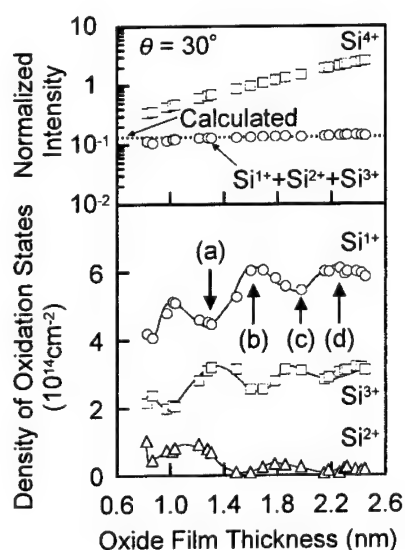 θ = 30°
Si⁴⁺
Normalized
Intensity
1
10⁻¹
10⁻²
Calculated
Si¹⁺+Si²⁺+Si³⁺
Density of Oxidation States
(10¹⁴cm⁻²)
6
4
2
0
Si¹⁺
(a)
(b)
(c)
(d)
Si³⁺
Si²⁺
0.6 1.0 1.4 1.8 2.2 2.6
Oxide Film Thickness (nm)